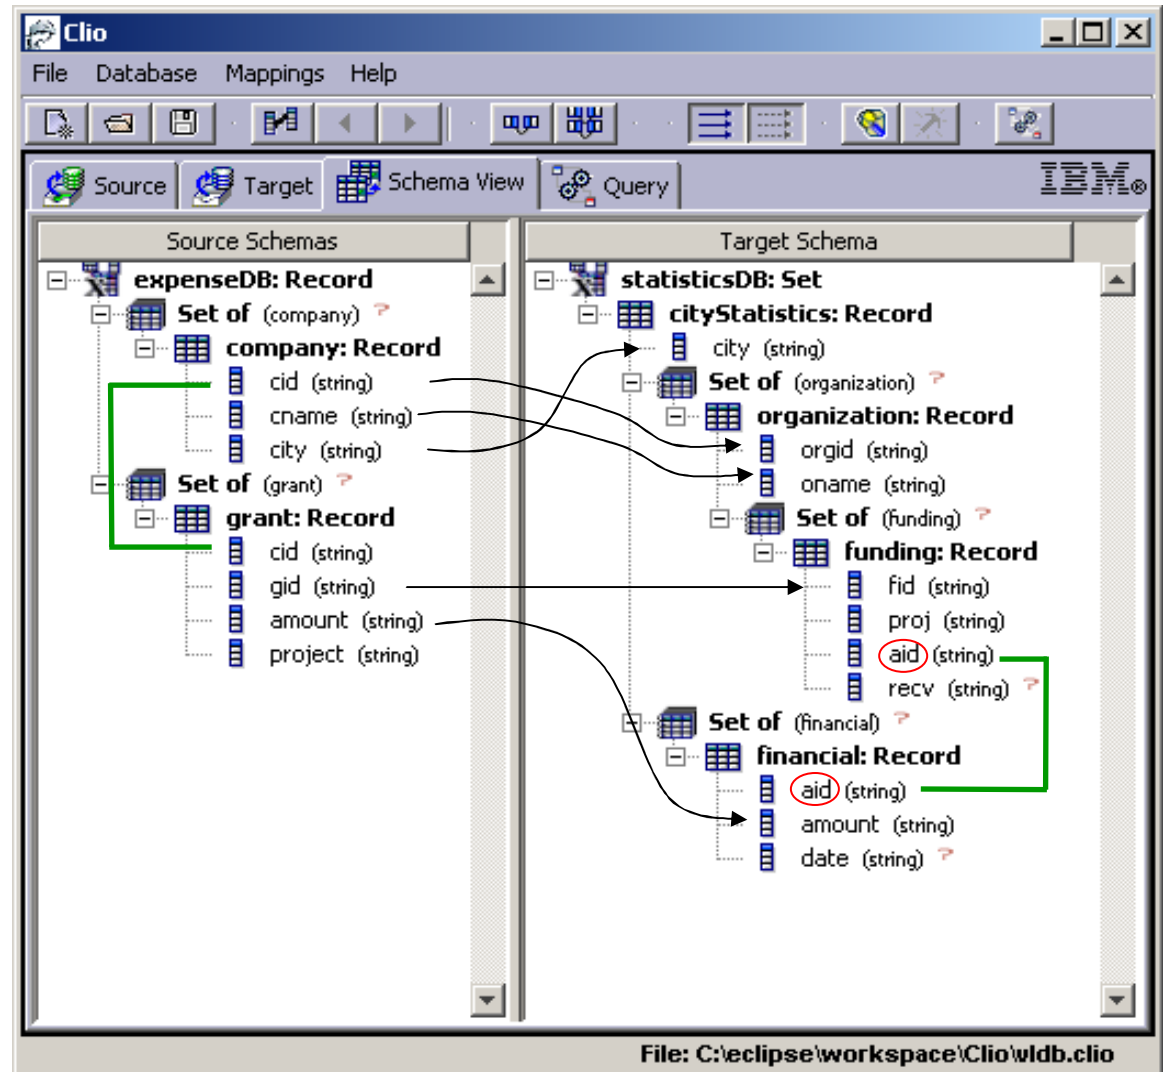 Clio
File Database Mappings Help
Source Target Schema View Query IBM®
Source Schemas
expenseDB: Record
Set of (company) ?
company: Record
cid (string)
cname (string)
city (string)
Set of (grant) ?
grant: Record
cid (string)
gid (string)
amount (string)
project (string)
Target Schema
statisticsDB: Set
cityStatistics: Record
city (string)
Set of (organization) ?
organization: Record
orgid (string)
oname (string)
Set of (funding) ?
funding: Record
fid (string)
proj (string)
aid (string)
recv (string) ?
Set of (financial) ?
financial: Record
aid (string)
amount (string)
date (string) ?
File: C:\eclipse\workspace\Clio\vldb.clio